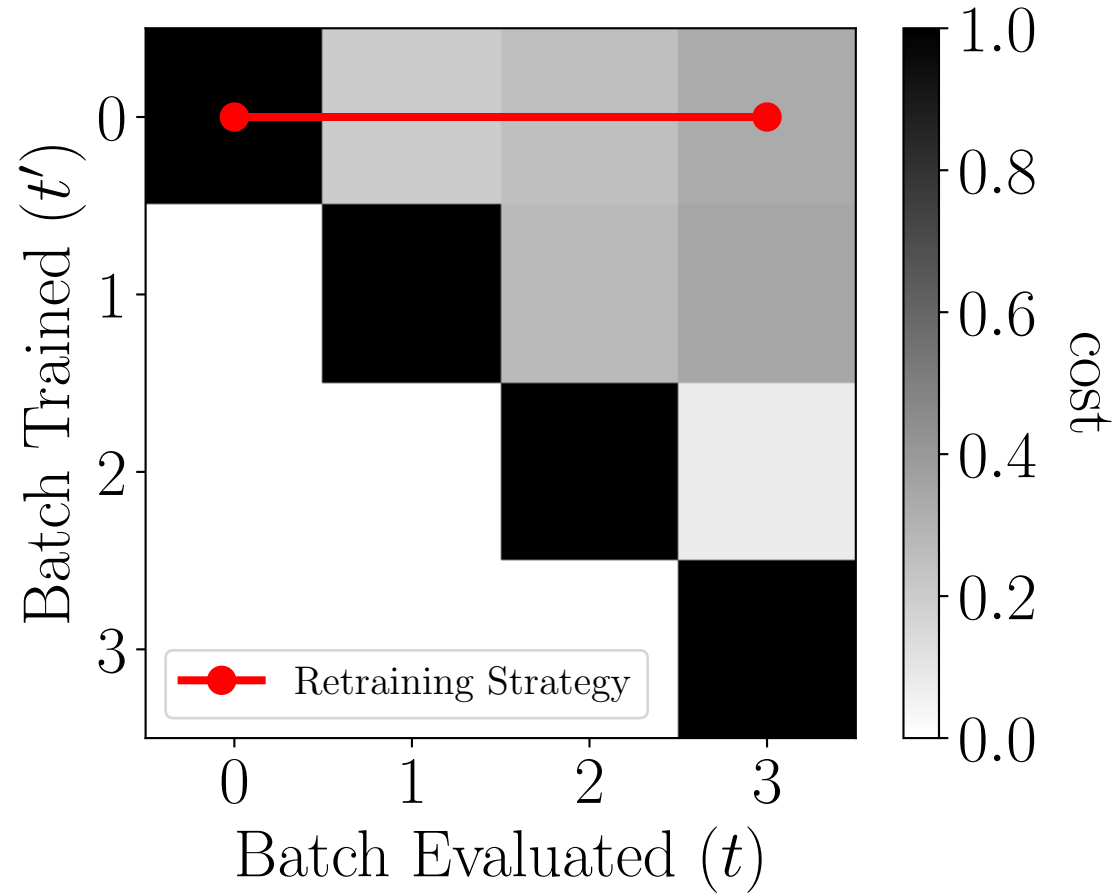 Batch Trained (t′)
0
1
2
3
Retraining Strategy
0 1 2 3
Batch Evaluated (t)
1.0
0.8
0.6
0.4
0.2
0.0
cost